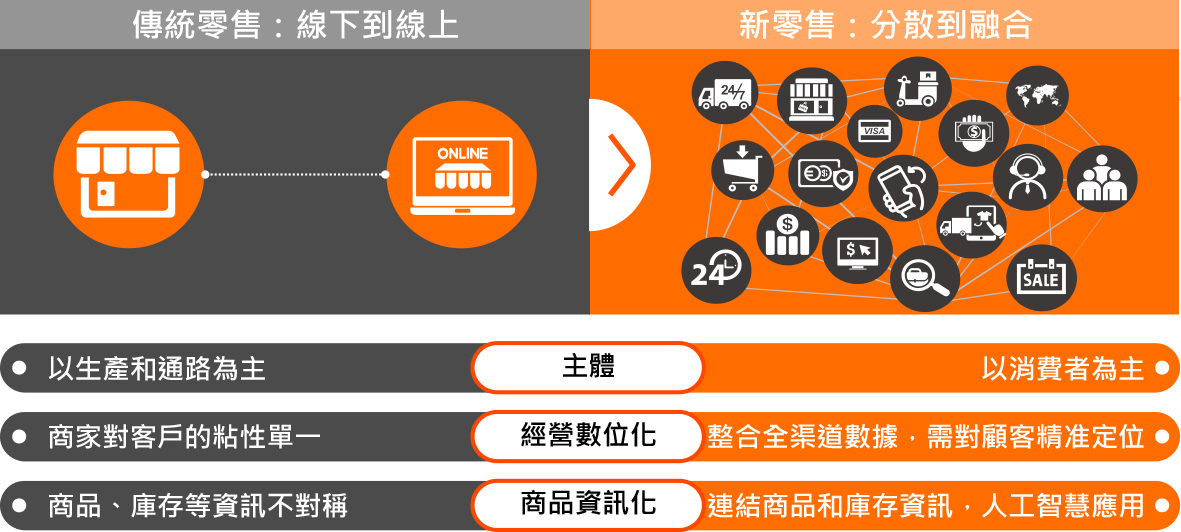 傳統零售：線下到線上
新零售：分散到融合
ONLINE
24/7
VISA
$
$
$
$
24
SALE
以生產和通路為主
主體
以消費者為主
商家對客戶的粘性單一
經營數位化
整合全渠道數據，需對顧客精准定位
商品、庫存等資訊不對稱
商品資訊化
連結商品和庫存資訊，人工智慧應用